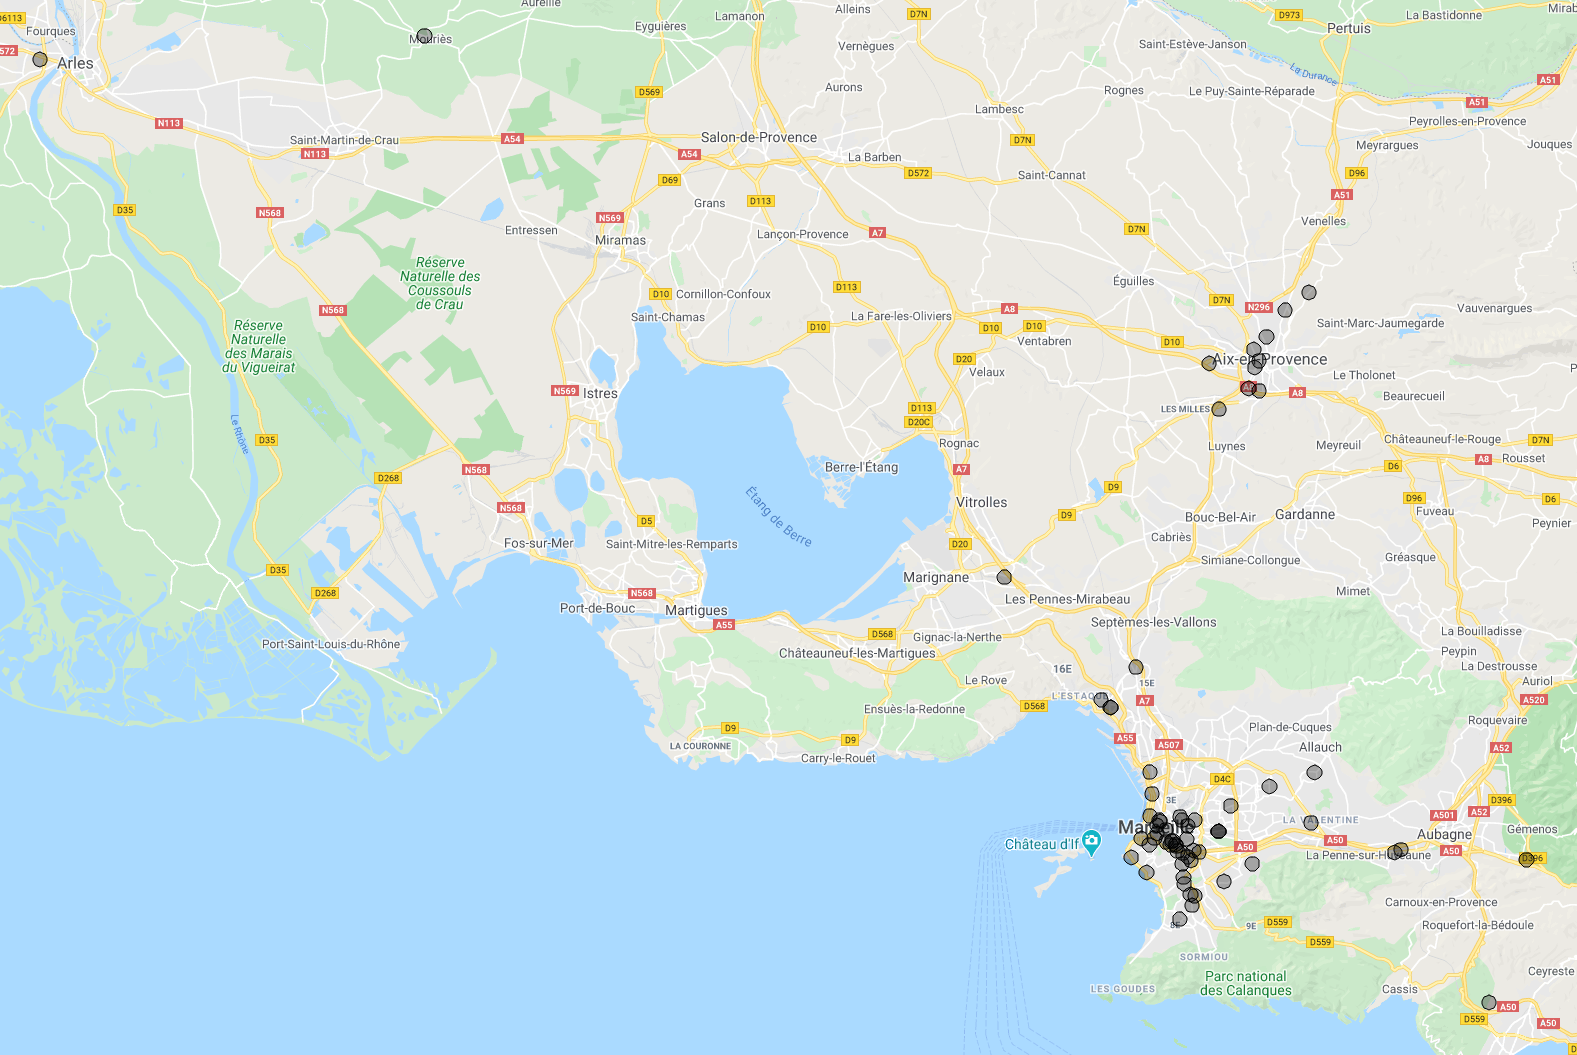 D6113
Fourques
Aureille
Mouriès
Eyguières
Lamanon
Alleins
D7N
Vernègues
D973
La Bastidonne
Pertuis
Saint-Estève-Janson
La Durance
A51
Arles
D569
Aurons
Rognes
Le Puy-Sainte-Réparade
A51
Lambesc
Peyrolles-en-Provence
N113
Saint-Martin-de-Crau
N113
A54
Salon-de-Provence
A54
La Barben
D7N
Meyrargues
Jouques
D572
Saint-Cannat
D96
D69
D113
Grans
A51
D35
N568
N569
Entressen
Miramas
Lançon-Provence
A7
D7N
Venelles
Réserve
Naturelle des
Coussouls
de Crau
D10
Cornillon-Confoux
D113
Éguilles
D7N
N296
Vauvenargues
N568
Saint-Chamas
D10
La Fare-les-Oliviers
A8
D10
D10
Ventabren
D10
Saint-Marc-Jaumegarde
Réserve
Naturelle
des Marais
du Vigueirat
D20
Velaux
Aix-en-Provence
Le Tholonet
N569
Istres
A8
A8
Beaurecueil
D113
D20C
LES MILLES
Le Rhône
D35
Rognac
Luynes
Meyreuil
Châteauneuf-le-Rouge
D7N
Berre-l'Étang
A7
D6
A8
Rousset
N568
D268
N568
Étang de Berre
Vitrolles
D9
D9
D96
D6
Fuveau
D5
Bouc-Bel-Air
Gardanne
Peynier
Fos-sur-Mer
Saint-Mitre-les-Remparts
D20
Cabriès
Simiane-Collongue
Gréasque
D35
D268
Marignane
N568
Port-de-Bouc
Martigues
Les Pennes-Mirabeau
Mimet
A55
Septèmes-les-Vallons
D568
Gignac-la-Nerthe
La Bouilladisse
Port-Saint-Louis-du-Rhône
Châteauneuf-les-Martigues
Peypin
La Destrousse
16E
Le Rove
15E
Auriol
L'ESTAQUE
A7
A520
D568
Ensuès-la-Redonne
Roquevaire
D9
D9
Plan-de-Cuques
A55
A507
Allauch
A52
LA COURONNE
Carry-le-Rouet
D4C
3E
D396
A501
A52
Marseille
LA VALENTINE
Aubagne
Gémenos
Château d'If
A50
A50
A50
La Penne-sur-Huveaune
D396
Carnoux-en-Provence
8E
9E
D559
Roquefort-la-Bédoule
D559
SORMIOU
Parc national
des Calanques
LES GOUDES
Cassis
Ceyreste
A50
D559
A50